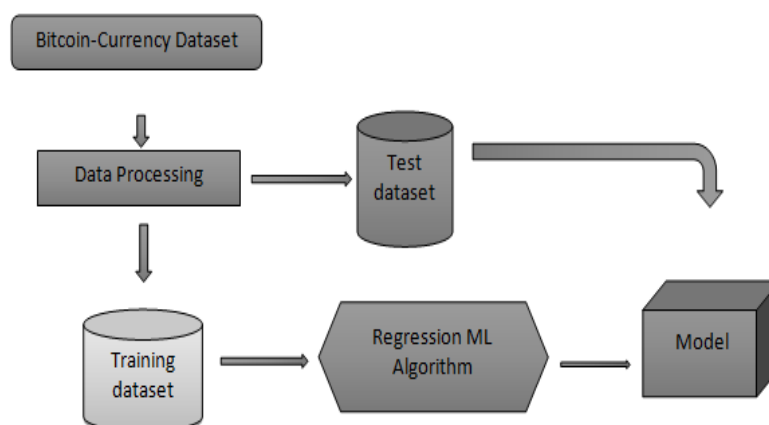 Bitcoin-Currency Dataset
Data Processing
Test
dataset
Training
dataset
Regression ML
Algorithm
Model